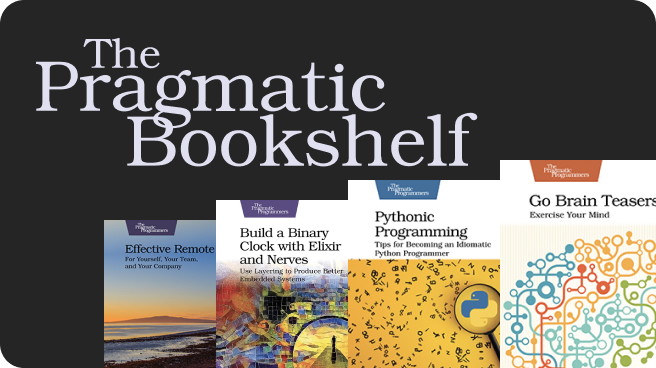 The
Pragmatic
Bookshelf
The
Pragmatic
Programmers
Effective Remote
For Yourself, Your Team,
and Your Company
The
Pragmatic
Programmers
Build a Binary
Clock with Elixir
and Nerves
Use Layering to Produce Better
Embedded Systems
The
Pragmatic
Programmers
Pythonic
Programming
Tips for Becoming an Idiomatic
Python Programmer
The
Pragmatic
Programmers
Go Brain Teasers
Exercise Your Mind